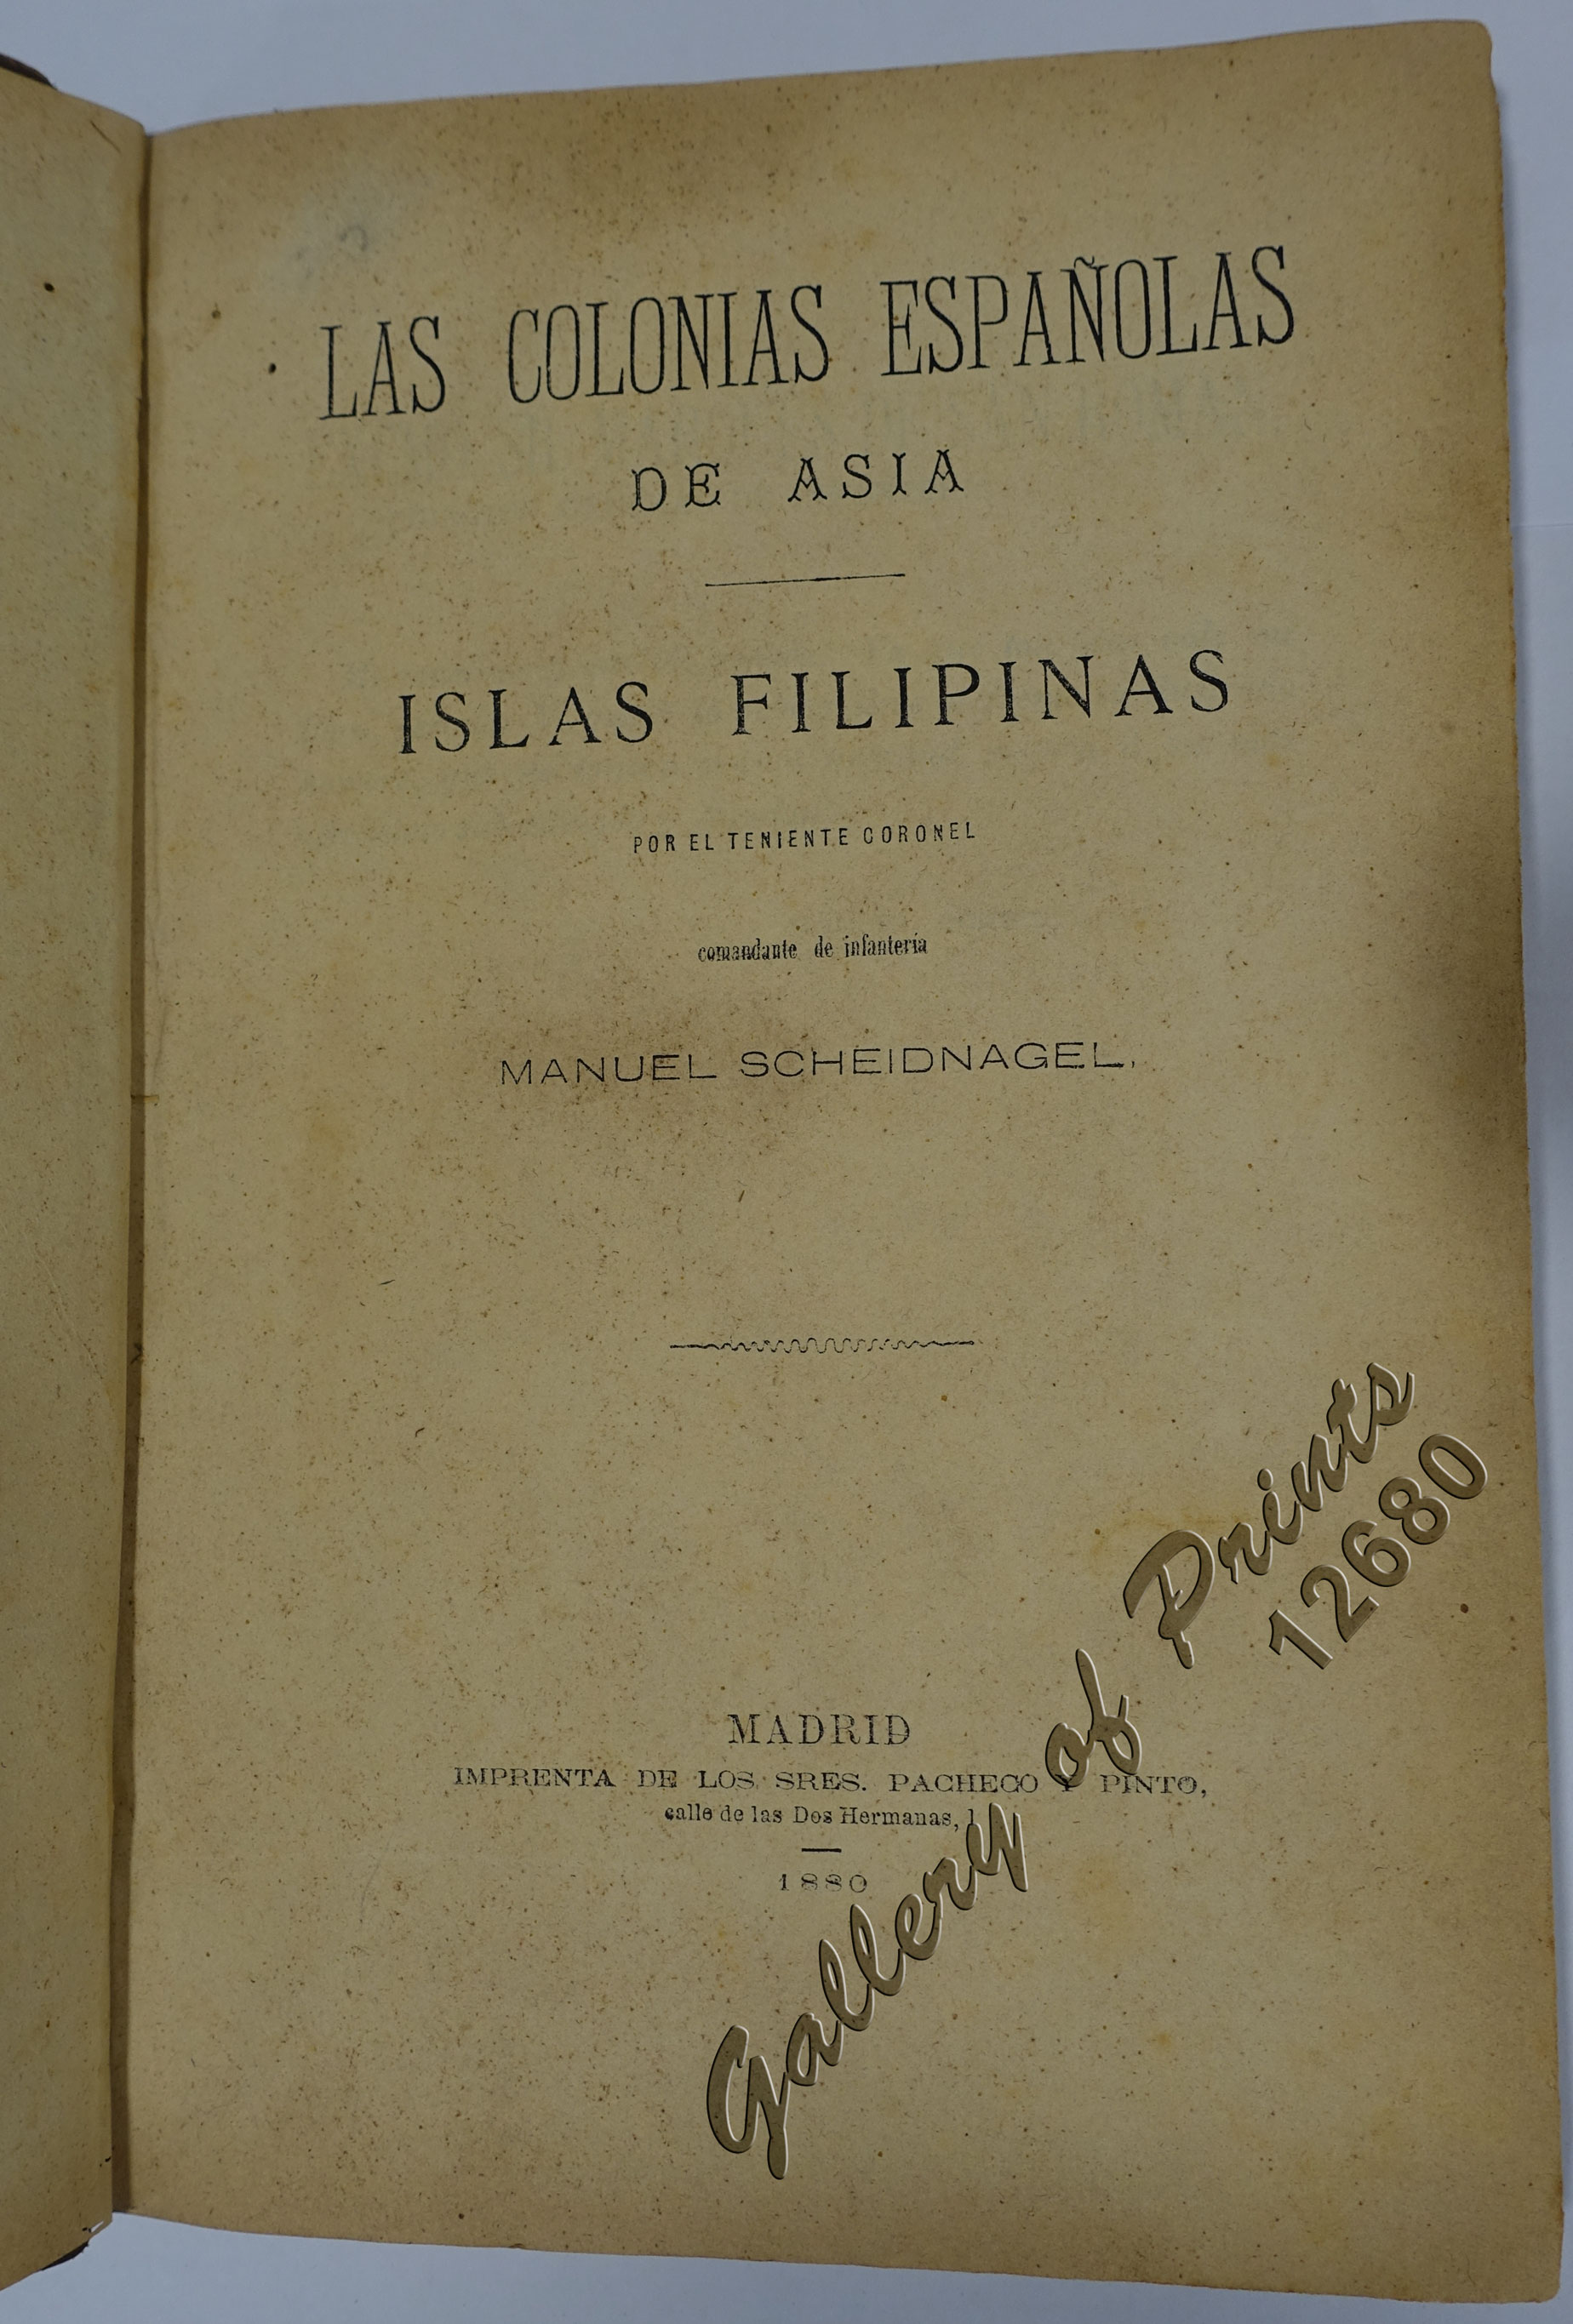 LAS COLONIAS ESPAÑOLAS
DE ASIA
ISLAS FILIPINAS
POR EL TENIENTE CORONEL
comandante de infantería
MANUEL SCHEIDNAGEL,
MADRID
IMPRENTA DE LOS SRES. PACHECO Y PINTO,
calle de las Dos Hermanas, 1
1880
Gallery of Prints
12680